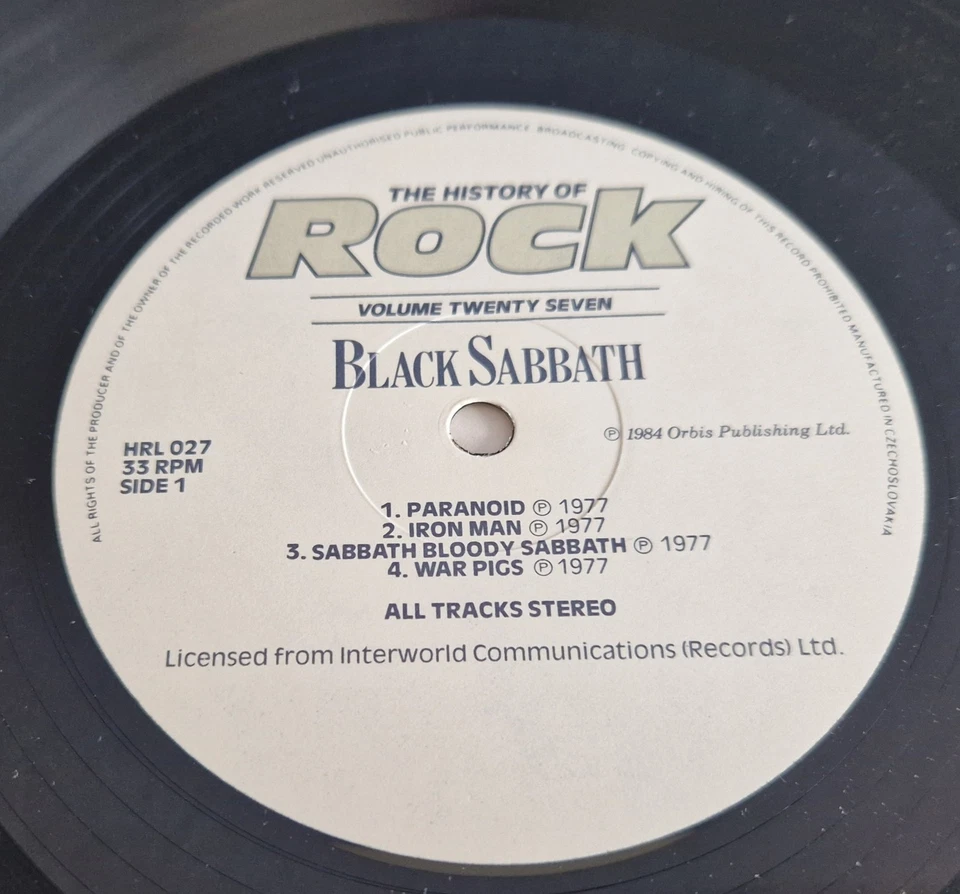 ALL RIGHTS OF THE PRODUCER AND OF THE OWNER OF THE RECORDED WORK RESERVED UNAUTHORISED PUBLIC PERFORMANCE, BROADCASTING, COPYING AND HIRING OF THIS RECORD PROHIBITED MANUFACTURED IN CZECHOSLOVAKIA
THE HISTORY OF
Rock
VOLUME TWENTY SEVEN
BLACK SABBATH
℗ 1984 Orbis Publishing Ltd.
HRL 027
33 RPM
SIDE 1
1. PARANOID ℗ 1977
2. IRON MAN ℗ 1977
3. SABBATH BLOODY SABBATH ℗ 1977
4. WAR PIGS ℗ 1977
ALL TRACKS STEREO
Licensed from Interworld Communications (Records) Ltd.